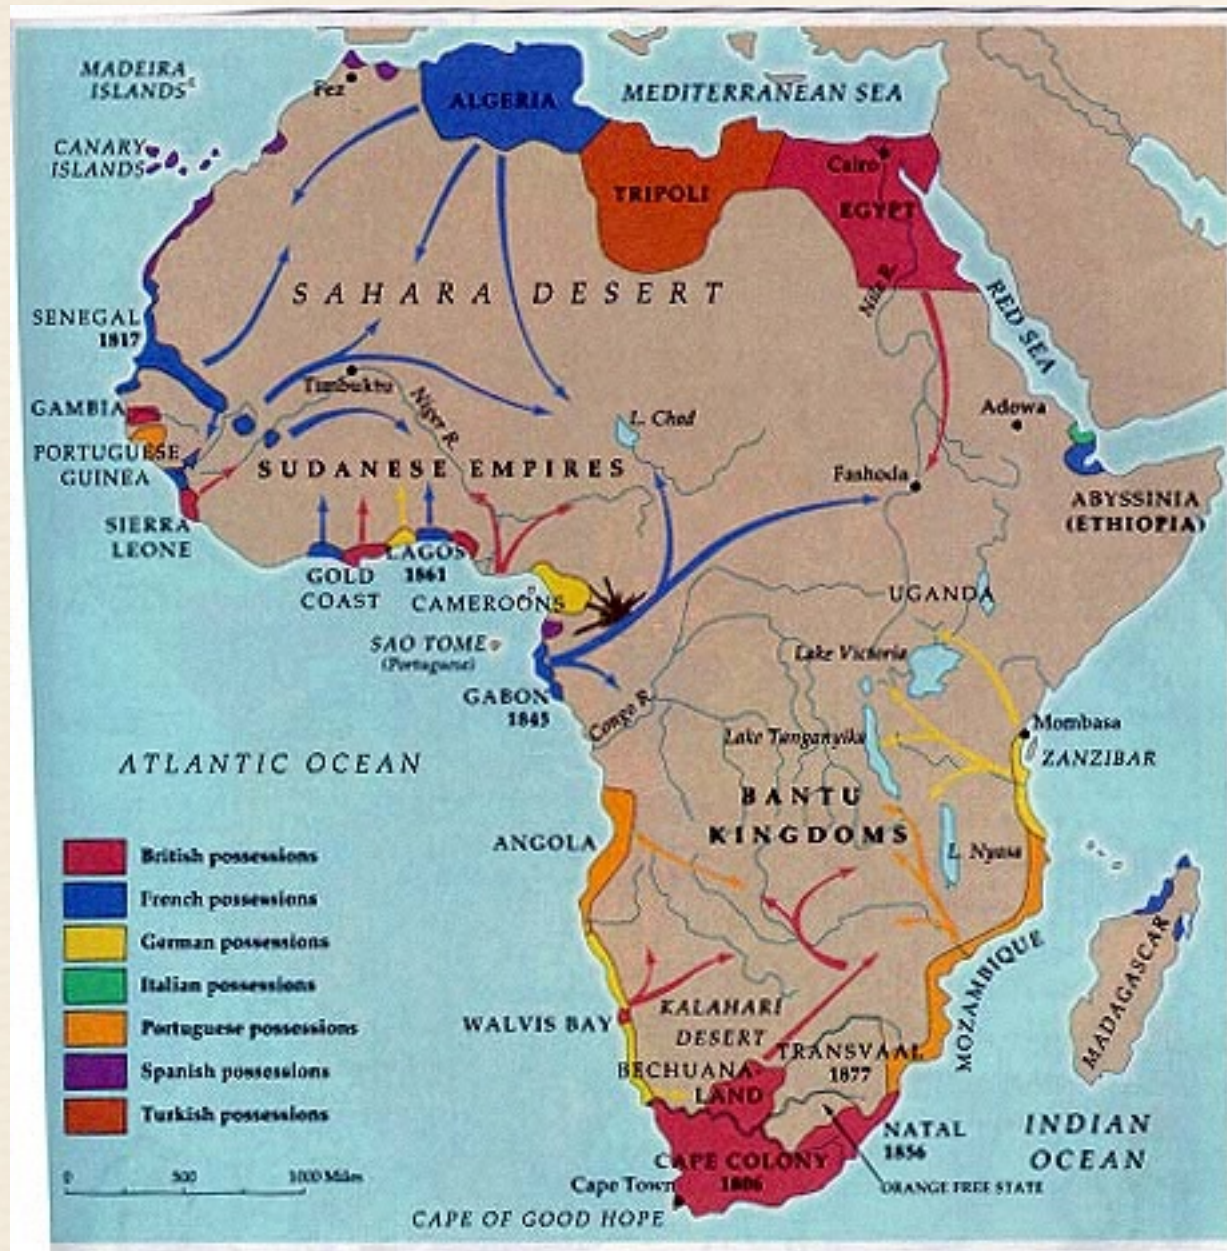 MADEIRA
ISLANDS
Fez
ALGERIA
MEDITERRANEAN SEA
CANARY
ISLANDS
Cairo
TRIPOLI
EGYPT
SAHARA DESERT
Nile R.
RED SEA
SENEGAL
1817
Timbuktu
Niger R.
GAMBIA
L. Chad
Adowa
PORTUGUESE
GUINEA
SUDANESE EMPIRES
Fashoda
ABYSSINIA
(ETHIOPIA)
SIERRA
LEONE
LAGOS
1861
GOLD
COAST
CAMEROONS
UGANDA
SAO TOME
(Portuguese)
Lake Victoria
GABON
1845
Congo R.
Mombasa
Lake Tanganyika
ZANZIBAR
ATLANTIC OCEAN
BANTU
KINGDOMS
ANGOLA
L. Nyasa
British possessions
French possessions
German possessions
Italian possessions
Portuguese possessions
Spanish possessions
Turkish possessions
MOZAMBIQUE
MADAGASCAR
WALVIS BAY
KALAHARI
DESERT
TRANSVAAL
1877
BECHUANA-
LAND
NATAL
1856
INDIAN
OCEAN
CAPE COLONY
1806
0 500 1000 Miles
Cape Town
ORANGE FREE STATE
CAPE OF GOOD HOPE